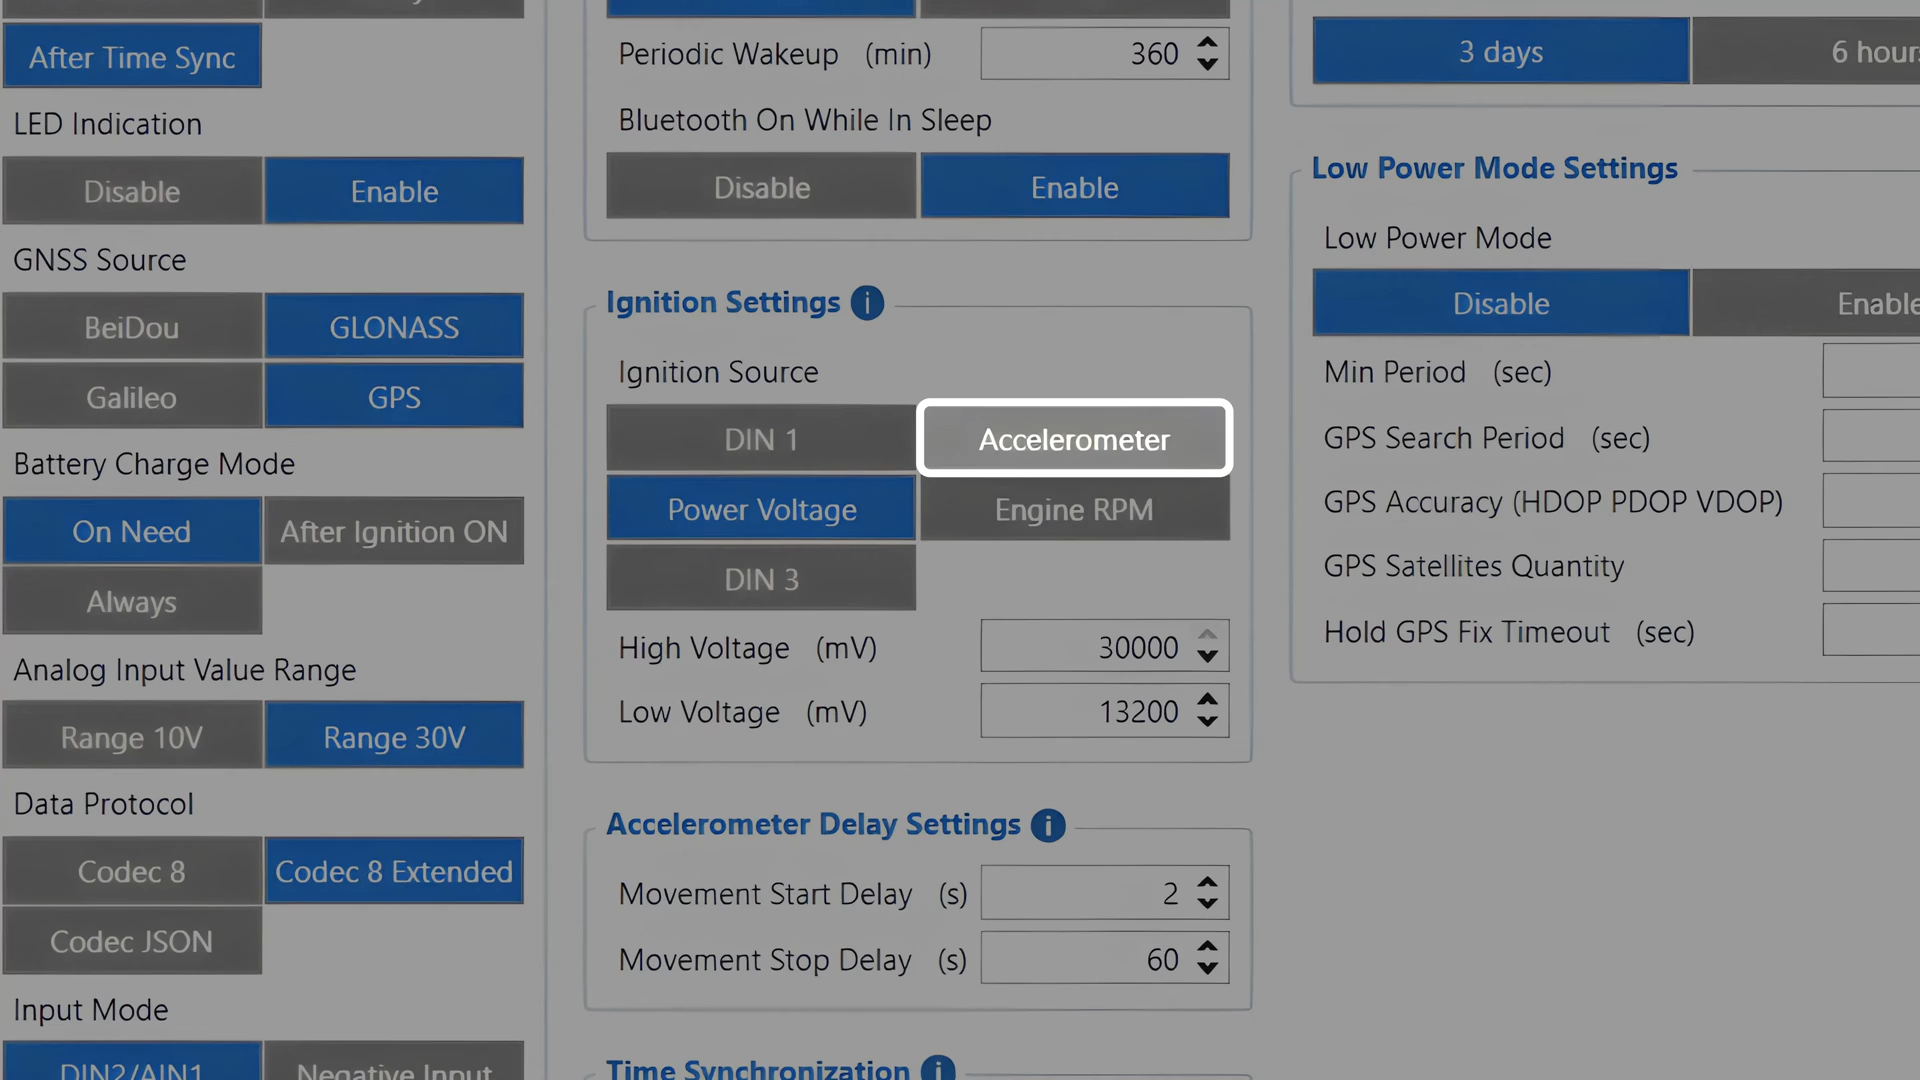 After Time Sync
LED Indication
Disable
Enable
GNSS Source
BeiDou
GLONASS
Galileo
GPS
Battery Charge Mode
On Need
After Ignition ON
Always
Analog Input Value Range
Range 10V
Range 30V
Data Protocol
Codec 8
Codec 8 Extended
Codec JSON
Input Mode
DIN2/AIN1
Negative Input
Periodic Wakeup (min)
360
Bluetooth On While In Sleep
Disable
Enable
Ignition Settings i
Ignition Source
DIN 1
Accelerometer
Power Voltage
Engine RPM
DIN 3
High Voltage (mV)
30000
Low Voltage (mV)
13200
Accelerometer Delay Settings i
Movement Start Delay (s)
2
Movement Stop Delay (s)
60
Time Synchronization i
3 days
6 hours
Low Power Mode Settings
Low Power Mode
Disable
Enable
Min Period (sec)
GPS Search Period (sec)
GPS Accuracy (HDOP PDOP VDOP)
GPS Satellites Quantity
Hold GPS Fix Timeout (sec)